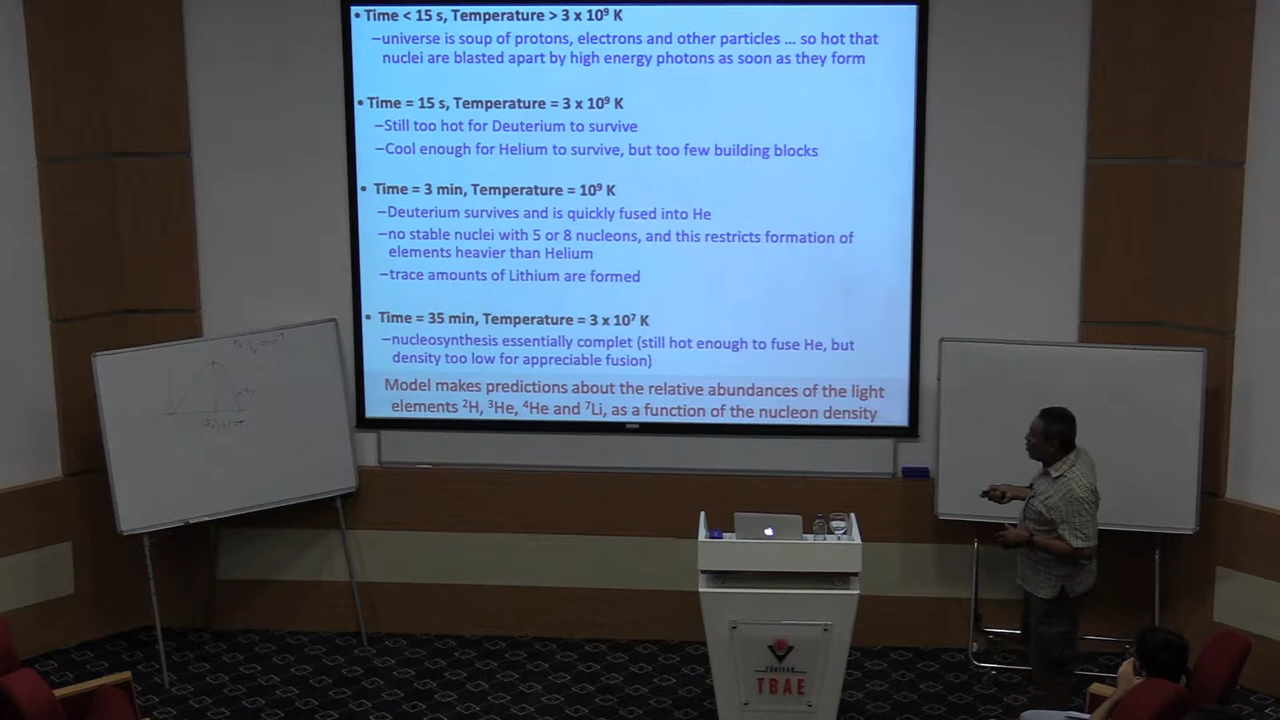 • Time < 15 s, Temperature > 3 x 10⁹ K
–universe is soup of protons, electrons and other particles ... so hot that
nuclei are blasted apart by high energy photons as soon as they form
• Time = 15 s, Temperature = 3 x 10⁹ K
–Still too hot for Deuterium to survive
–Cool enough for Helium to survive, but too few building blocks
• Time = 3 min, Temperature = 10⁹ K
–Deuterium survives and is quickly fused into He
–no stable nuclei with 5 or 8 nucleons, and this restricts formation of
elements heavier than Helium
–trace amounts of Lithium are formed
• Time = 35 min, Temperature = 3 x 10⁷ K
–nucleosynthesis essentially complet (still hot enough to fuse He, but
density too low for appreciable fusion)
Model makes predictions about the relative abundances of the light
elements ²H, ³He, ⁴He and ⁷Li, as a function of the nucleon density
TBAE